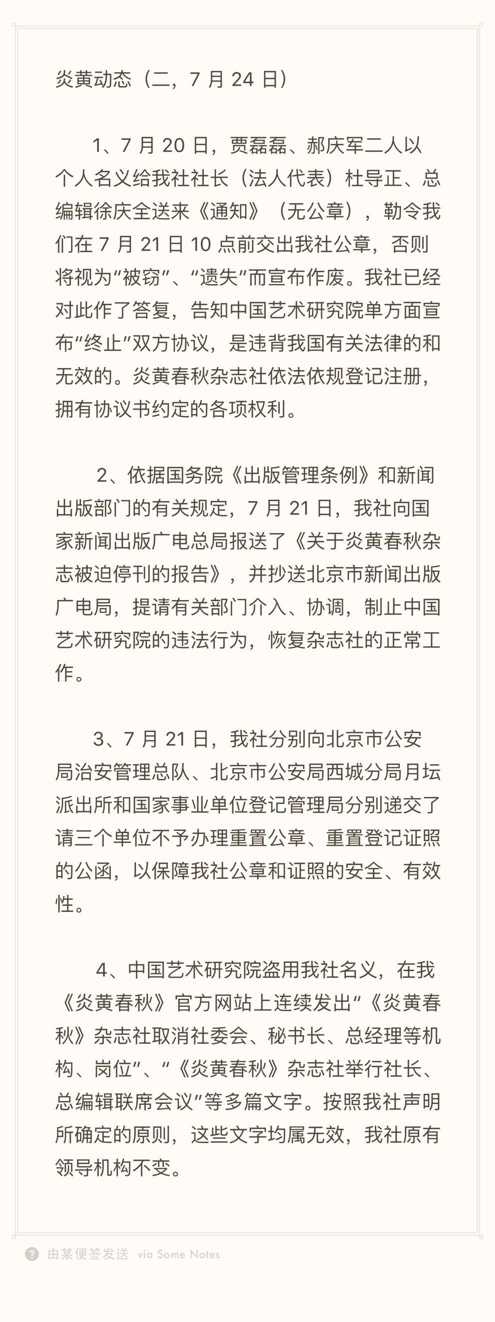 炎黄动态（二，7 月 24 日）
1、7 月 20 日，贾磊磊、郝庆军二人以
个人名义给我社社长（法人代表）杜导正、总
编辑徐庆全送来《通知》（无公章），勒令我
们在 7 月 21 日 10 点前交出我社公章，否则
将视为“被窃”、“遗失”而宣布作废。我社已经
对此作了答复，告知中国艺术研究院单方面宣
布“终止”双方协议，是违背我国有关法律的和
无效的。炎黄春秋杂志社依法依规登记注册，
拥有协议书约定的各项权利。
2、依据国务院《出版管理条例》和新闻
出版部门的有关规定，7 月 21 日，我社向国
家新闻出版广电总局报送了《关于炎黄春秋杂
志被迫停刊的报告》，并抄送北京市新闻出版
广电局，提请有关部门介入、协调，制止中国
艺术研究院的违法行为，恢复杂志社的正常工
作。
3、7 月 21 日，我社分别向北京市公安
局治安管理总队、北京市公安局西城分局月坛
派出所和国家事业单位登记管理局分别递交了
请三个单位不予办理重置公章、重置登记证照
的公函，以保障我社公章和证照的安全、有效
性。
4、中国艺术研究院盗用我社名义，在我
《炎黄春秋》官方网站上连续发出“《炎黄春
秋》杂志社取消社委会、秘书长、总经理等机
构、岗位”、“《炎黄春秋》杂志社举行社长、
总编辑联席会议”等多篇文字。按照我社声明
所确定的原则，这些文字均属无效，我社原有
领导机构不变。
由某便签发送 via Some Notes